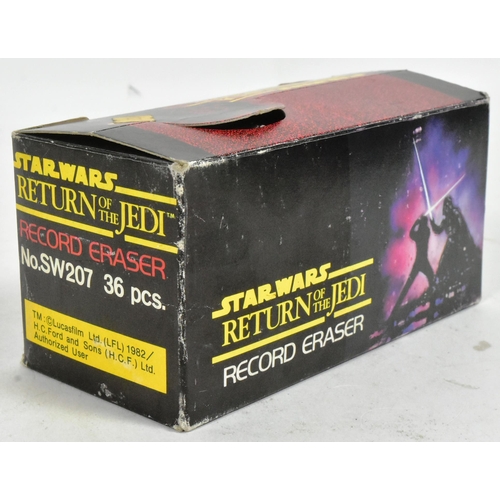 STAR WARS
RETURN OF THE JEDI™
RECORD ERASER
No.SW207 36 pcs.
TM:©Lucasfilm Ltd.(LFL) 1982/
H.C.Ford and Sons (H.C.F.) Ltd.
Authorized User
STAR WARS
RETURN OF THE JEDI
RECORD ERASER